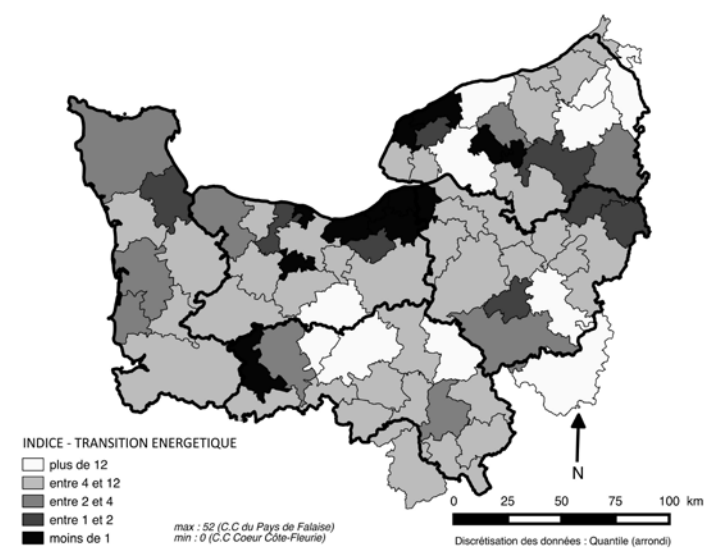 INDICE - TRANSITION ENERGETIQUE
plus de 12
entre 4 et 12
entre 2 et 4
entre 1 et 2
moins de 1
max : 52 (C.C du Pays de Falaise)
min : 0 (C.C Coeur Côte-Fleurie)
N
0 25 50 75 100 km
Discrétisation des données : Quantile (arrondi)